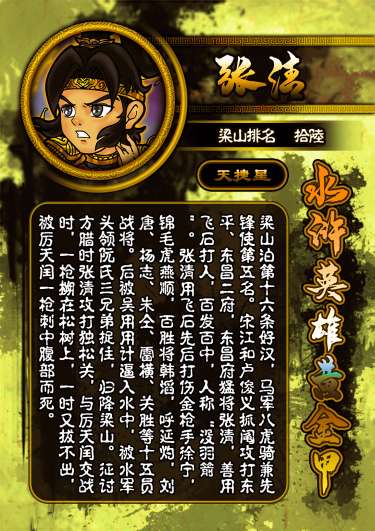 张清
梁山排名 拾陸
天捷星
水浒英雄黄金甲
梁山泊第十六条好汉，马军八虎骑兼先
锋使第五名。宋江和卢俊义抓阄攻打东
平、东昌二府，东昌府猛将张清，善用
飞石打人，百发百中，人称“没羽箭
”。张清用飞石先后打伤金枪手徐宁，
锦毛虎燕顺，百胜将韩滔，呼延灼，刘
唐、杨志、朱仝、雷横、关胜等十五员
战将。后被吴用用计逼入水中，被水军
头领阮氏三兄弟捉住，归降梁山。征讨
方腊时张清攻打独松关，与厉天闰交战
时，一枪搠在松树上，一时又拔不出，
被厉天闰一枪刺中腹部而死。